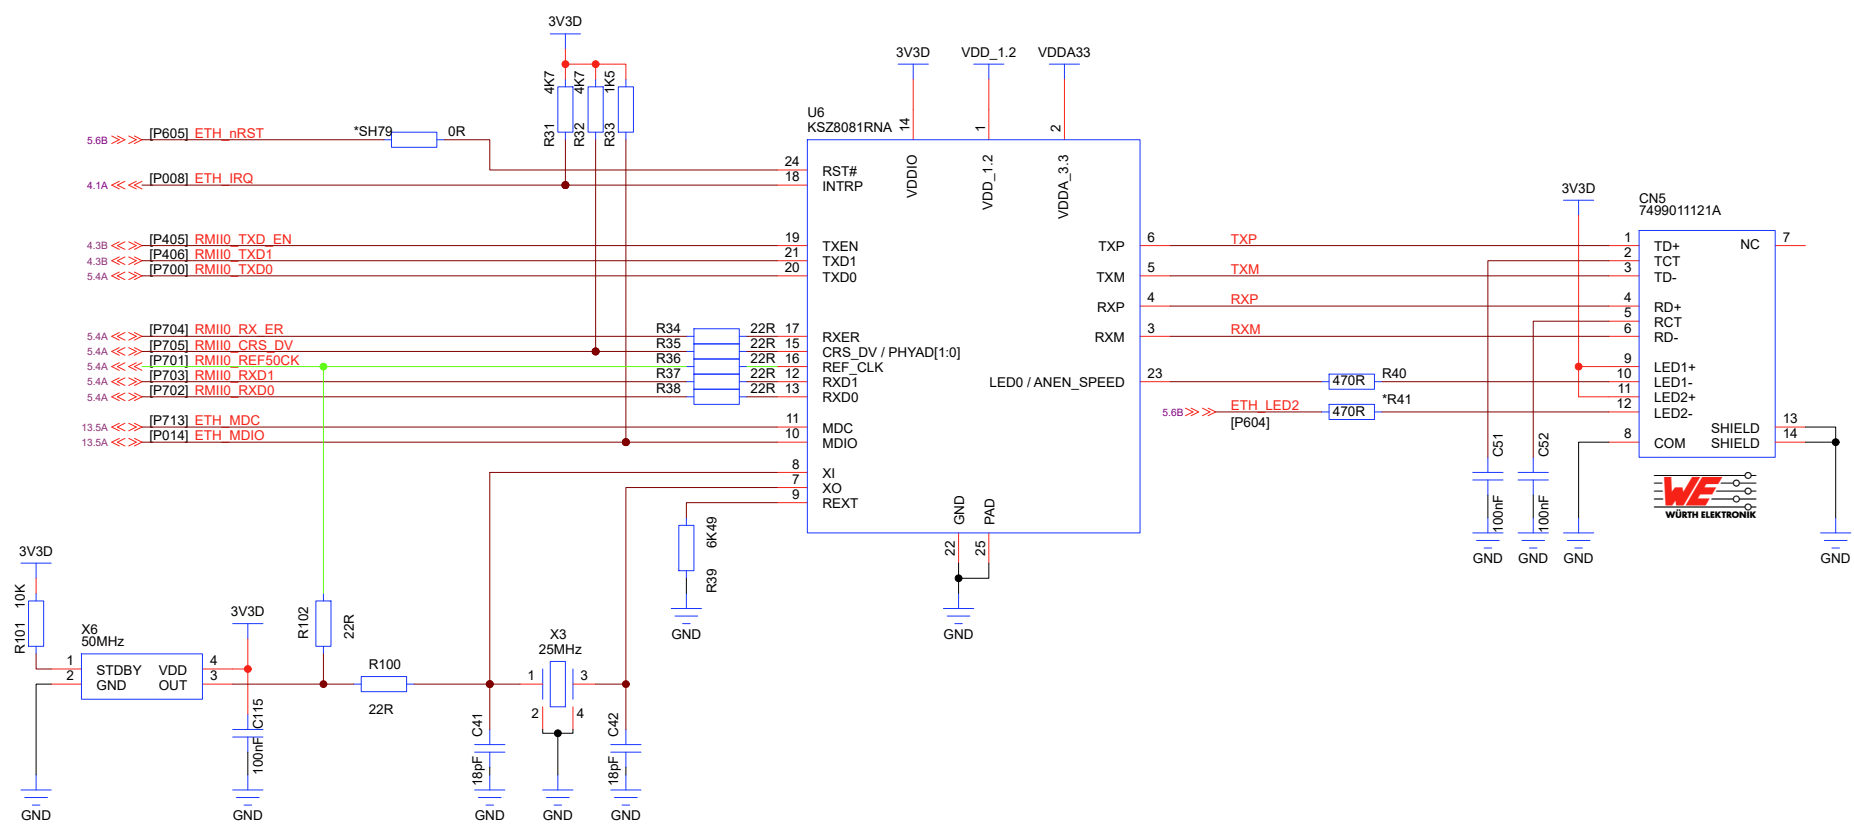 3V3D
4K7
4K7
1K5
R31
R32
R33
3V3D VDD_1.2 VDDA33
U6
KSZ8081RNA
14
1
2
VDDIO
VDD_1.2
VDDA_3.3
5.6B [P605] ETH_nRST *SH79 0R
24 RST#
4.1A [P008] ETH_IRQ 18 INTRP
4.3B [P405] RMII0_TXD_EN 19 TXEN
4.3B [P406] RMII0_TXD1 21 TXD1
5.4A [P700] RMII0_TXD0 20 TXD0
5.4A [P704] RMII0_RX_ER R34 22R 17 RXER
5.4A [P705] RMII0_CRS_DV R35 22R 15 CRS_DV / PHYAD[1:0]
5.4A [P701] RMII0_REF50CK R36 22R 16 REF_CLK
5.4A [P703] RMII0_RXD1 R37 22R 12 RXD1
5.4A [P702] RMII0_RXD0 R38 22R 13 RXD0
13.5A [P713] ETH_MDC 11 MDC
13.5A [P014] ETH_MDIO 10 MDIO
8 XI
7 XO
9 REXT
6K49
R39
GND
GND
PAD
22
25
GND
TXP 6 TXP
TXM 5 TXM
RXP 4 RXP
RXM 3 RXM
LED0 / ANEN_SPEED 23 470R R40
5.6B ETH_LED2 470R *R41
[P604]
3V3D
CN5
7499011121A
1 TD+ NC 7
2 TCT
3 TD-
4 RD+
5 RCT
6 RD-
9 LED1+
10 LED1-
11 LED2+
12 LED2-
SHIELD 13
8 COM SHIELD 14
C51
100nF
C52
100nF
GND GND GND GND
WE
WÜRTH ELEKTRONIK
3V3D
10K
R101
X6
50MHz
1 STDBY VDD 4
2 GND OUT 3
3V3D
C115
100nF
R102
22R
R100
22R
X3
25MHz
1 3
2 4
C41
18pF
C42
18pF
GND GND GND GND GND